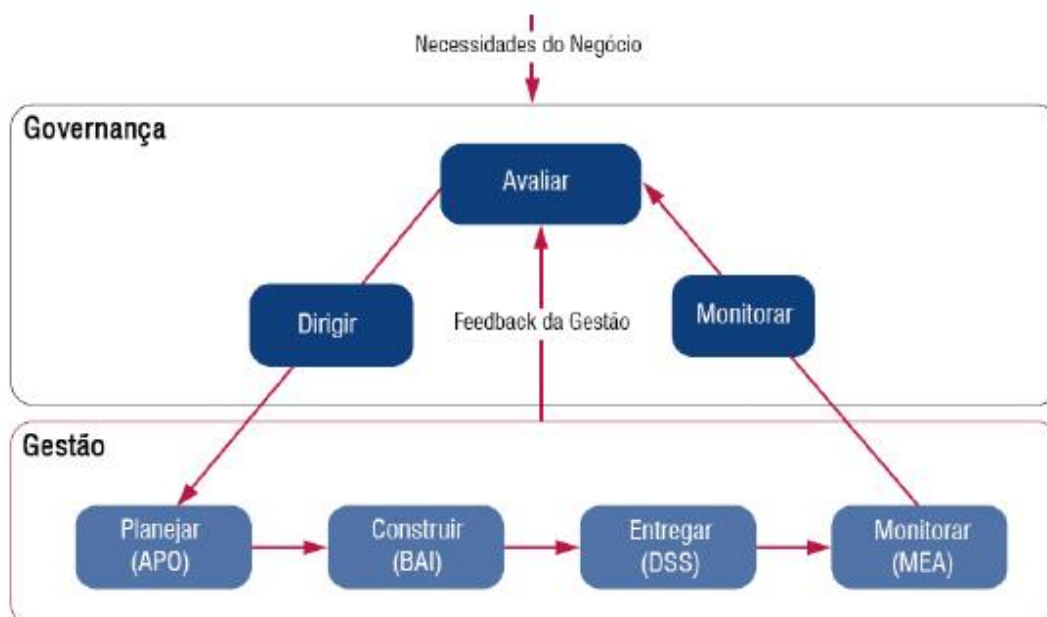 Necessidades do Negócio
Governança
Avaliar
Dirigir
Feedback da Gestão
Monitorar
Gestão
Planejar
(APO)
Construir
(BAI)
Entregar
(DSS)
Monitorar
(MEA)